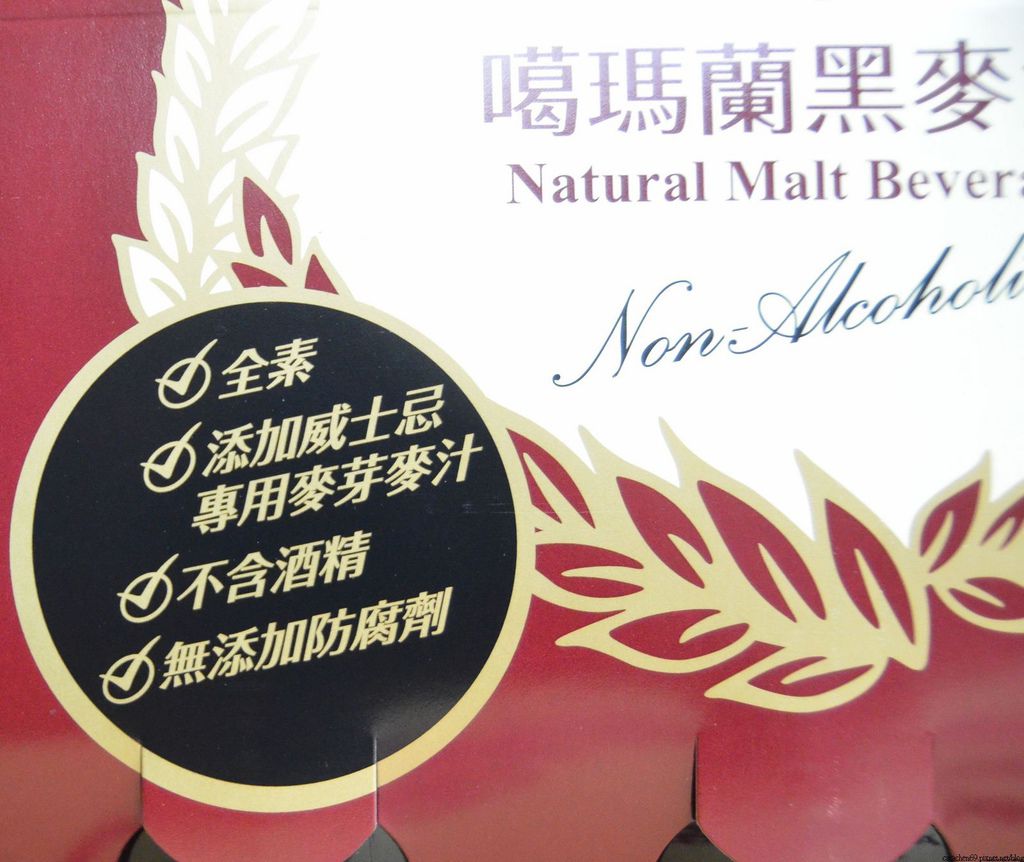 噶瑪蘭黑麥
Natural Malt Bever
Non-Alcoholi
全素
添加威士忌
專用麥芽麥汁
不含酒精
無添加防腐劑